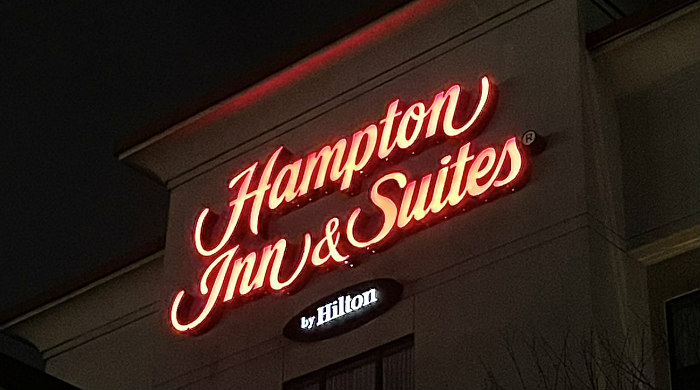 Hampton
Inn & Suites®
by Hilton